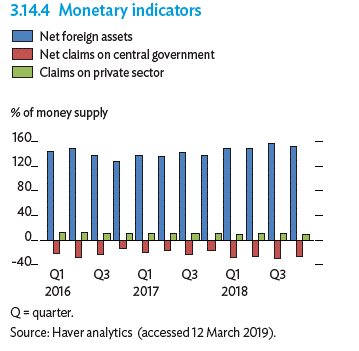 3.14.4 Monetary indicators
Net foreign assets
Net claims on central government
Claims on private sector
% of money supply
160
120
80
40
0
-40
Q1 Q3 Q1 Q3 Q1 Q3
2016 2017 2018
Q = quarter.
Source: Haver analytics (accessed 12 March 2019).